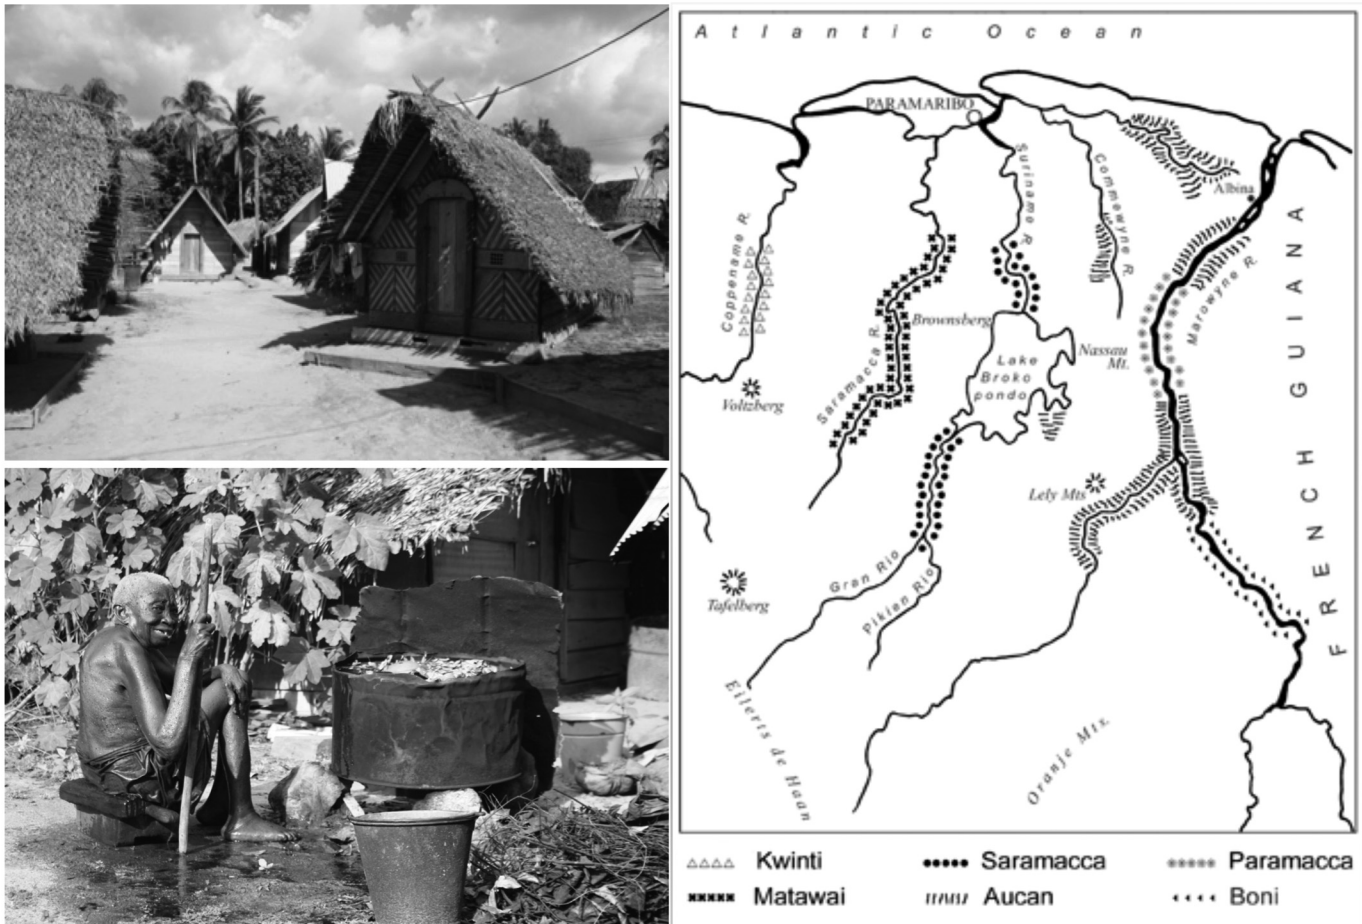 Atlantic Ocean
PARAMARIBO
Suriname R.
Commewyne R.
Albina
Coppename R.
Marowyne R.
FRENCH GUIANA
Saramacca R.
Brownsberg
Nassau
Mt.
Lake
Broko
pondo
Voltzberg
Lely Mts
Gran Rio
Pikien Rio
Tafelberg
Eilerts de Haan
Oranje Mts.
Kwinti
Saramacca
Paramacca
Matawai
Aucan
Boni